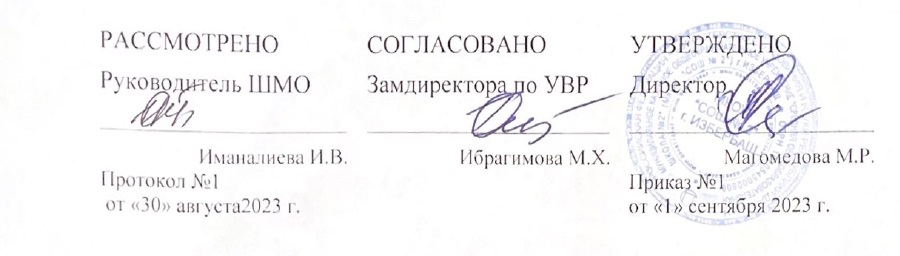 РАССМОТРЕНО
Руководитель ШМО
Иманалиева И.В.
Протокол №1
от «30» августа2023 г.
СОГЛАСОВАНО
Замдиректора по УВР
Ибрагимова М.Х.
УТВЕРЖДЕНО
Директор
г. ИЗБЕРБАШ
Магомедова М.Р.
Приказ №1
от «1» сентября 2023 г.